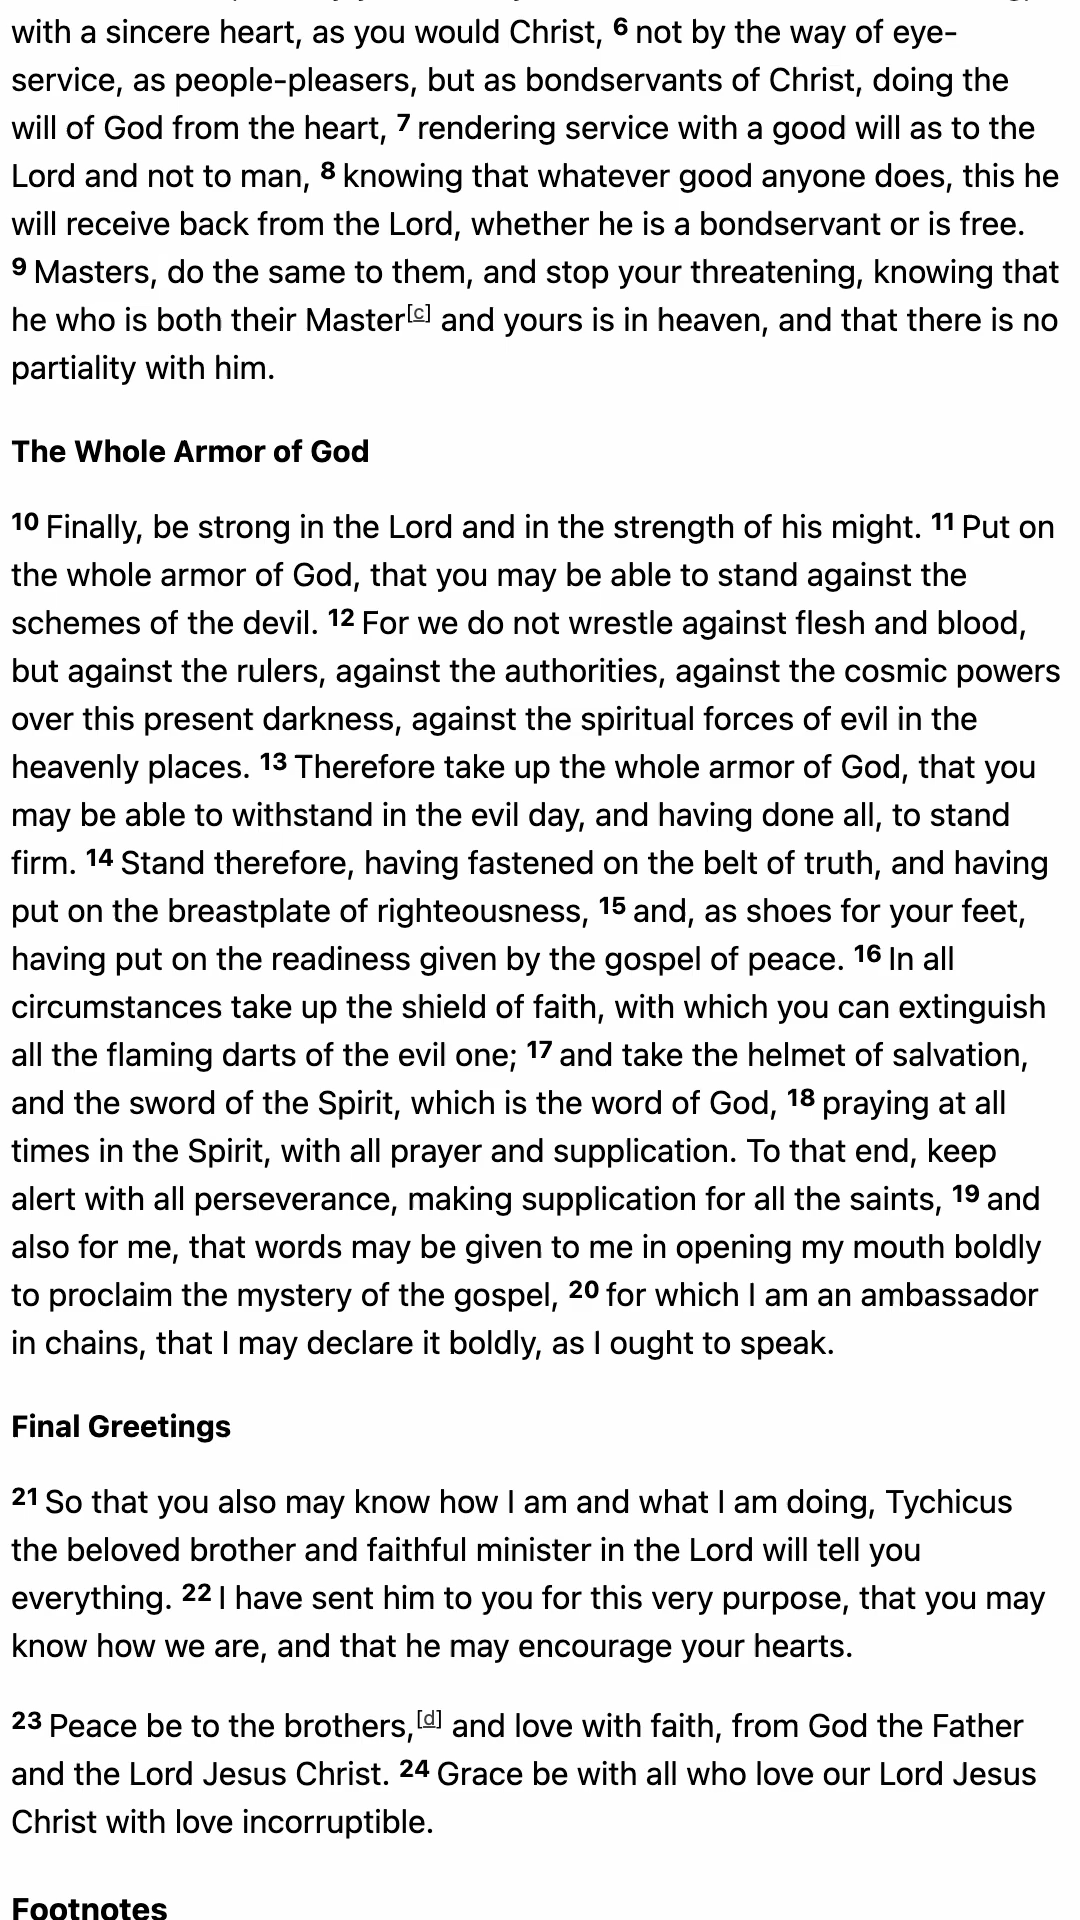 with a sincere heart, as you would Christ, 6 not by the way of eye-
service, as people-pleasers, but as bondservants of Christ, doing the
will of God from the heart, 7 rendering service with a good will as to the
Lord and not to man, 8 knowing that whatever good anyone does, this he
will receive back from the Lord, whether he is a bondservant or is free.
9 Masters, do the same to them, and stop your threatening, knowing that
he who is both their Master[c] and yours is in heaven, and that there is no
partiality with him.
The Whole Armor of God
10 Finally, be strong in the Lord and in the strength of his might. 11 Put on
the whole armor of God, that you may be able to stand against the
schemes of the devil. 12 For we do not wrestle against flesh and blood,
but against the rulers, against the authorities, against the cosmic powers
over this present darkness, against the spiritual forces of evil in the
heavenly places. 13 Therefore take up the whole armor of God, that you
may be able to withstand in the evil day, and having done all, to stand
firm. 14 Stand therefore, having fastened on the belt of truth, and having
put on the breastplate of righteousness, 15 and, as shoes for your feet,
having put on the readiness given by the gospel of peace. 16 In all
circumstances take up the shield of faith, with which you can extinguish
all the flaming darts of the evil one; 17 and take the helmet of salvation,
and the sword of the Spirit, which is the word of God, 18 praying at all
times in the Spirit, with all prayer and supplication. To that end, keep
alert with all perseverance, making supplication for all the saints, 19 and
also for me, that words may be given to me in opening my mouth boldly
to proclaim the mystery of the gospel, 20 for which I am an ambassador
in chains, that I may declare it boldly, as I ought to speak.
Final Greetings
21 So that you also may know how I am and what I am doing, Tychicus
the beloved brother and faithful minister in the Lord will tell you
everything. 22 I have sent him to you for this very purpose, that you may
know how we are, and that he may encourage your hearts.
23 Peace be to the brothers,[d] and love with faith, from God the Father
and the Lord Jesus Christ. 24 Grace be with all who love our Lord Jesus
Christ with love incorruptible.
Footnotes